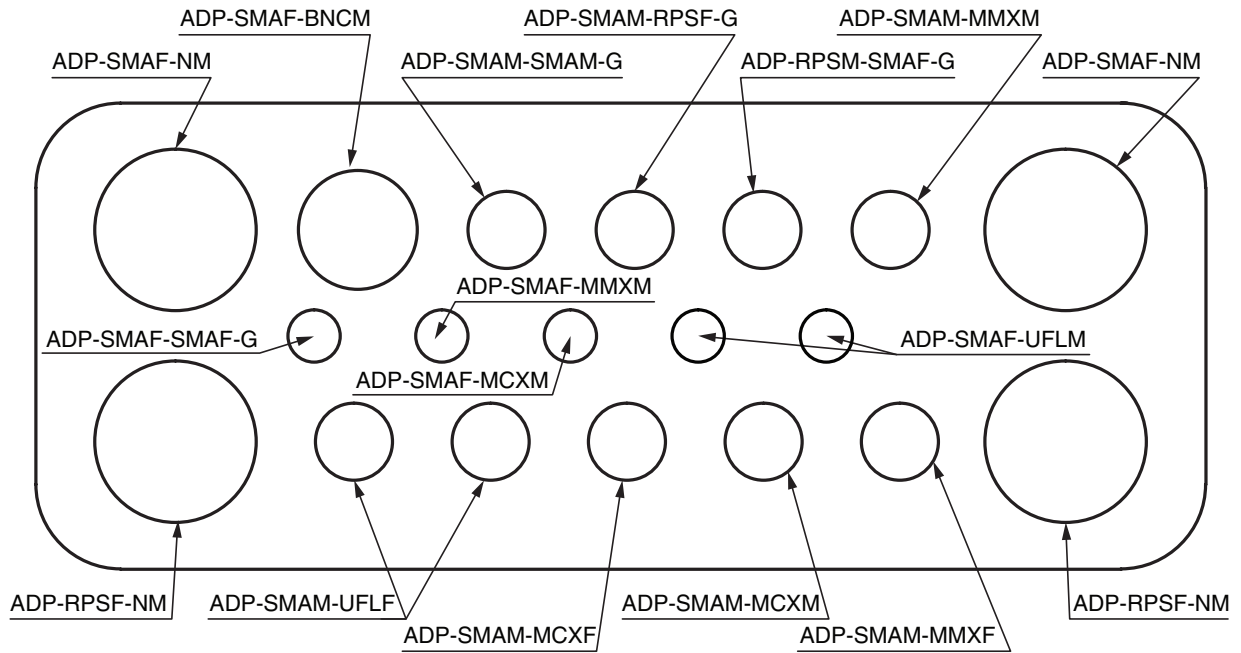 ADP-SMAF-BNCM
ADP-SMAM-RPSF-G
ADP-SMAM-MMXM
ADP-SMAF-NM
ADP-SMAM-SMAM-G
ADP-RPSM-SMAF-G
ADP-SMAF-NM
ADP-SMAF-MMXM
ADP-SMAF-SMAF-G
ADP-SMAF-UFLM
ADP-SMAF-MCXM
ADP-RPSF-NM
ADP-SMAM-UFLF
ADP-SMAM-MCXM
ADP-RPSF-NM
ADP-SMAM-MCXF
ADP-SMAM-MMXF